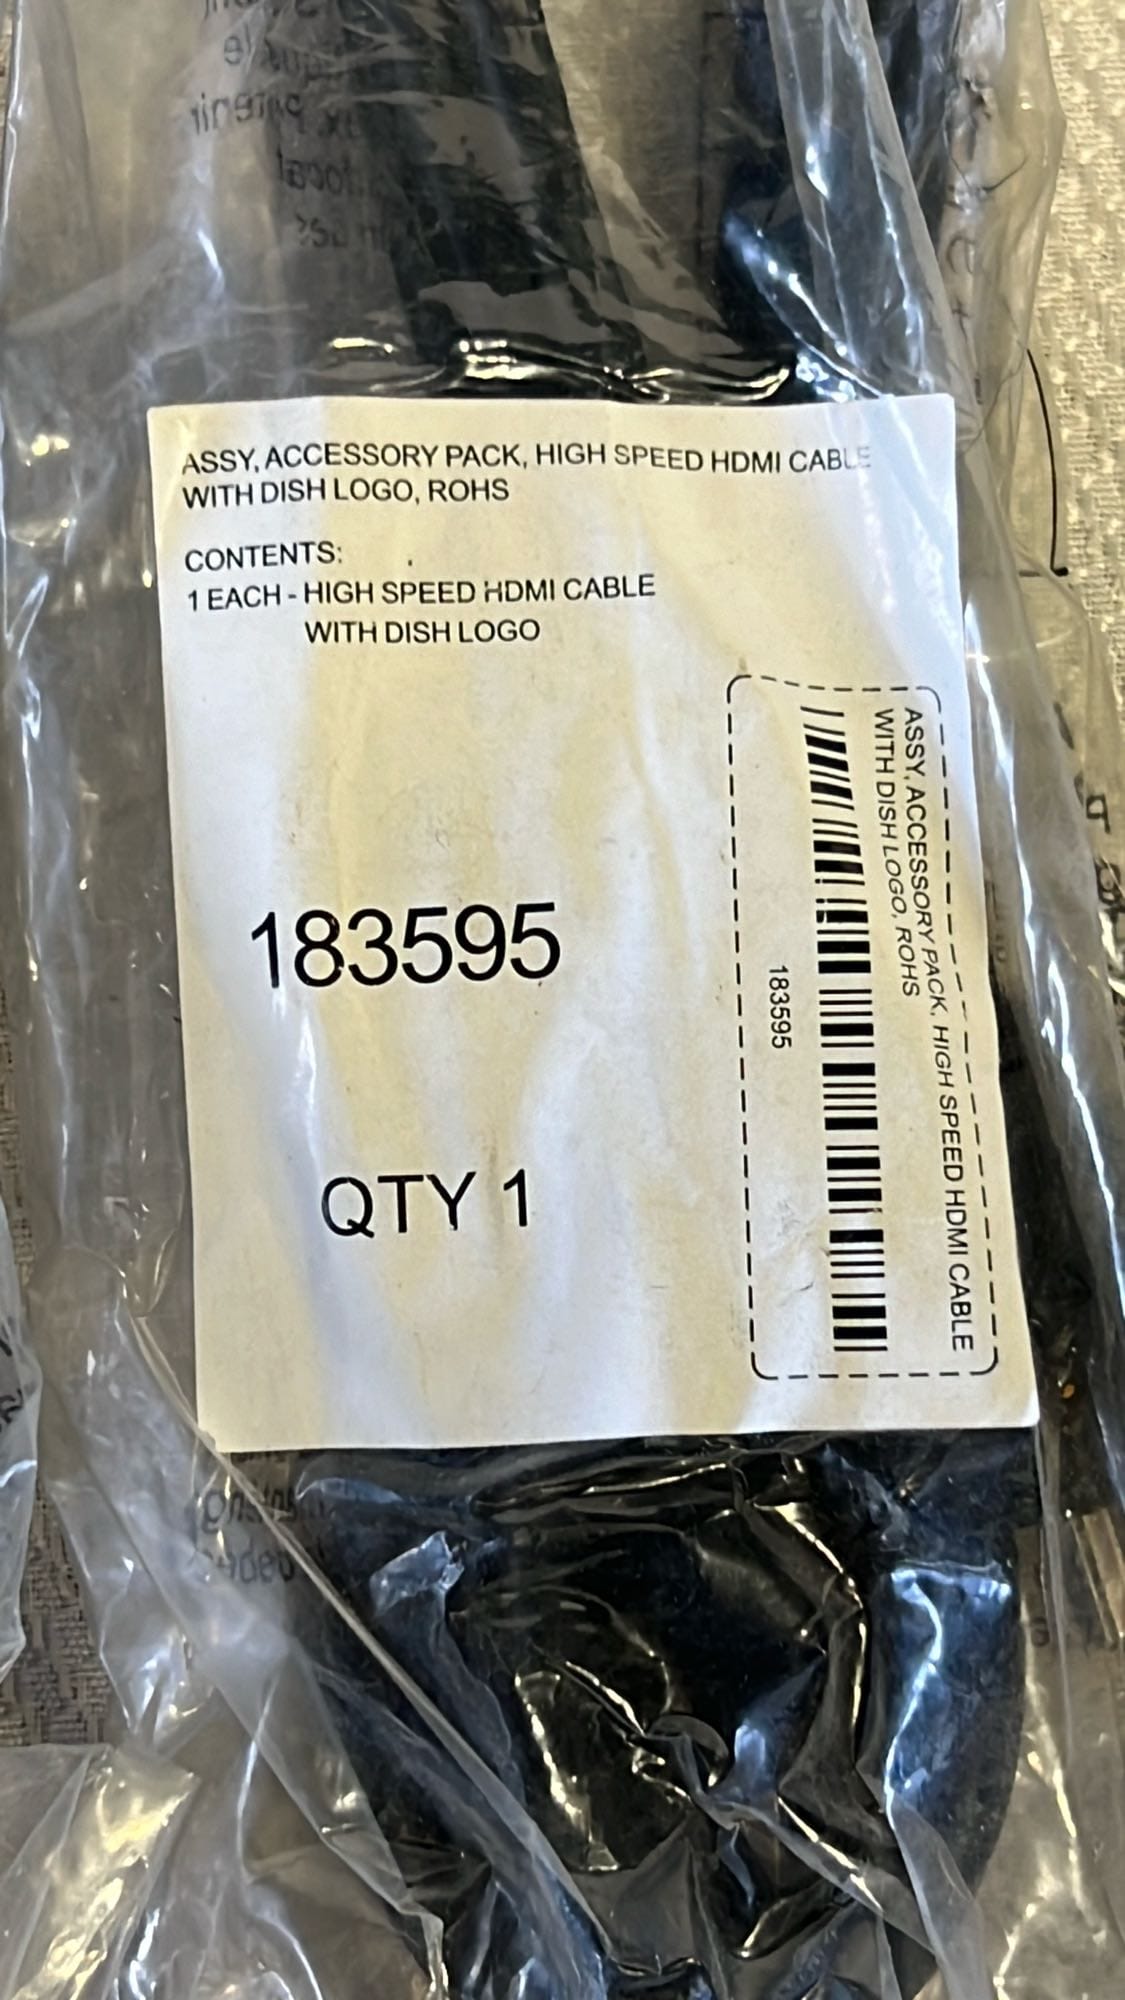 ASSY, ACCESSORY PACK, HIGH SPEED HDMI CABLE
WITH DISH LOGO, ROHS
CONTENTS:
1 EACH - HIGH SPEED HDMI CABLE
WITH DISH LOGO
183595
QTY 1
ASSY, ACCESSORY PACK, HIGH SPEED HDMI CABLE
WITH DISH LOGO, ROHS
183595